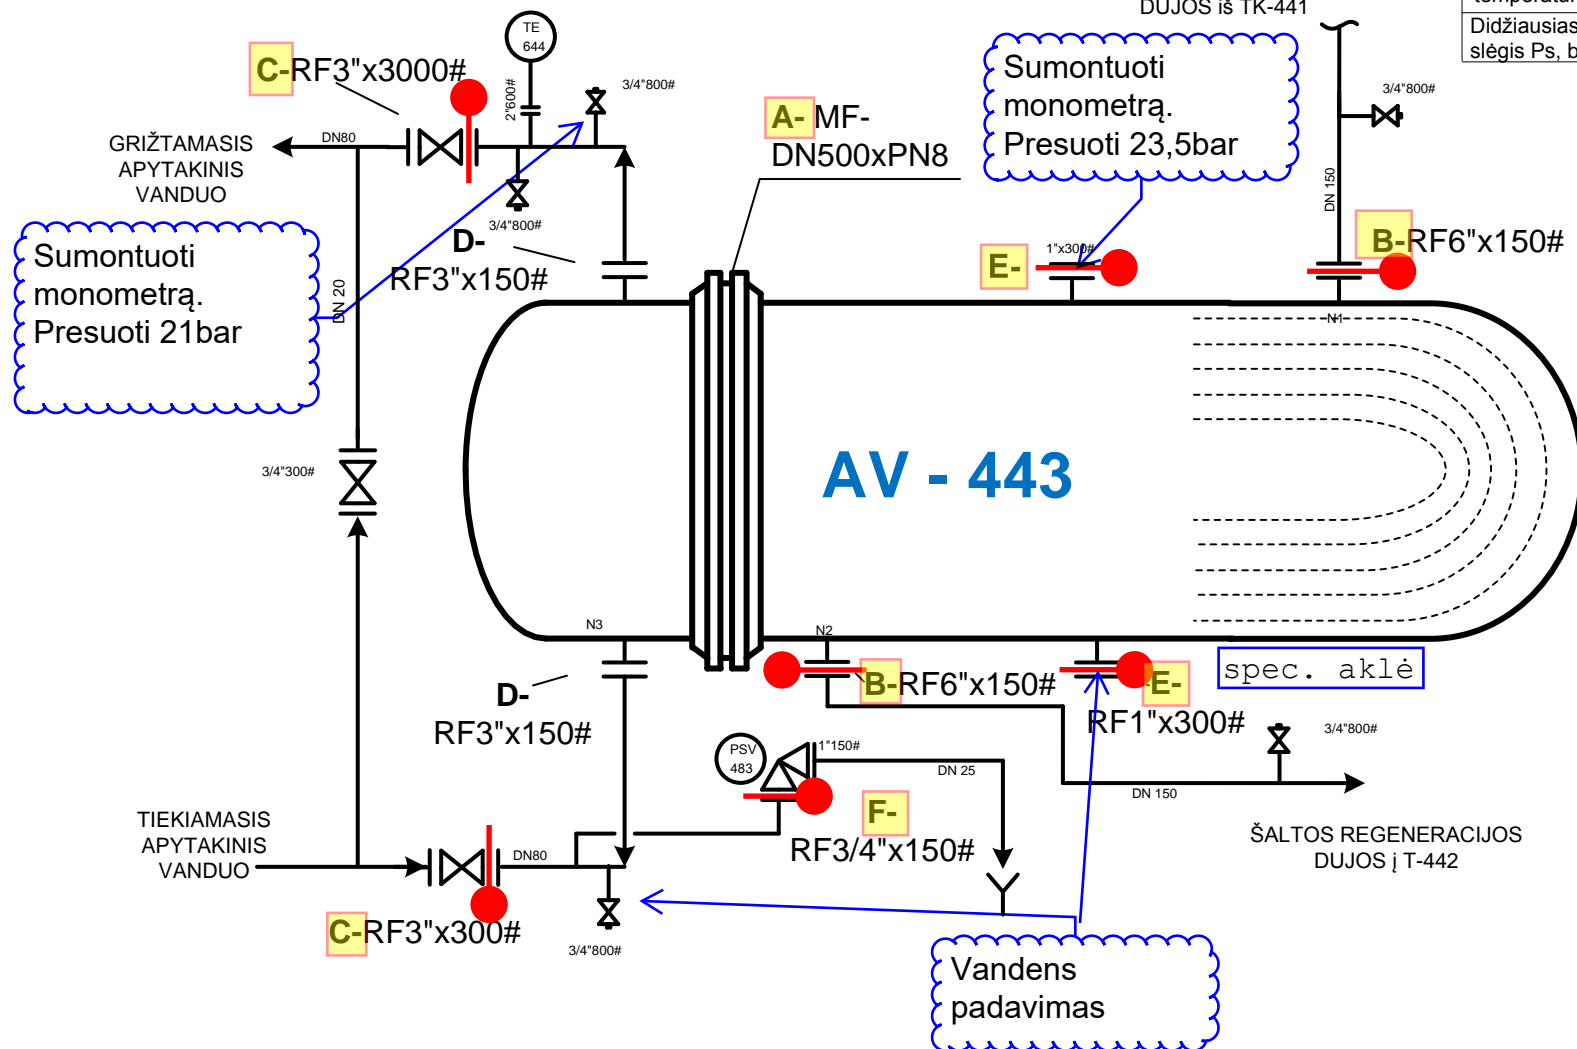 DUJOS iš TK-441
Didžiausias
slėgis Ps, b
TE
644
C-RF3"x3000#
2"600#
3/4"800#
Sumontuoti
monometrą.
Presuoti 23,5bar
3/4"800#
A- MF-
DN500xPN8
GRIŽTAMASIS
APYTAKINIS
VANDUO
DN80
DN 150
3/4"800#
D-
RF3"x150#
Sumontuoti
monometrą.
Presuoti 21bar
DN 20
E-
1"x300#
B-RF6"x150#
N1
3/4"300#
AV - 443
N3
N2
D-
RF3"x150#
B-RF6"x150#
E-
RF1"x300#
spec. aklė
PSV
483
1"150#
DN 25
3/4"800#
DN 150
F-
RF3/4"x150#
TIEKIAMASIS
APYTAKINIS
VANDUO
DN80
ŠALTOS REGENERACIJOS
DUJOS į T-442
C-RF3"x300#
3/4"800#
Vandens
padavimas